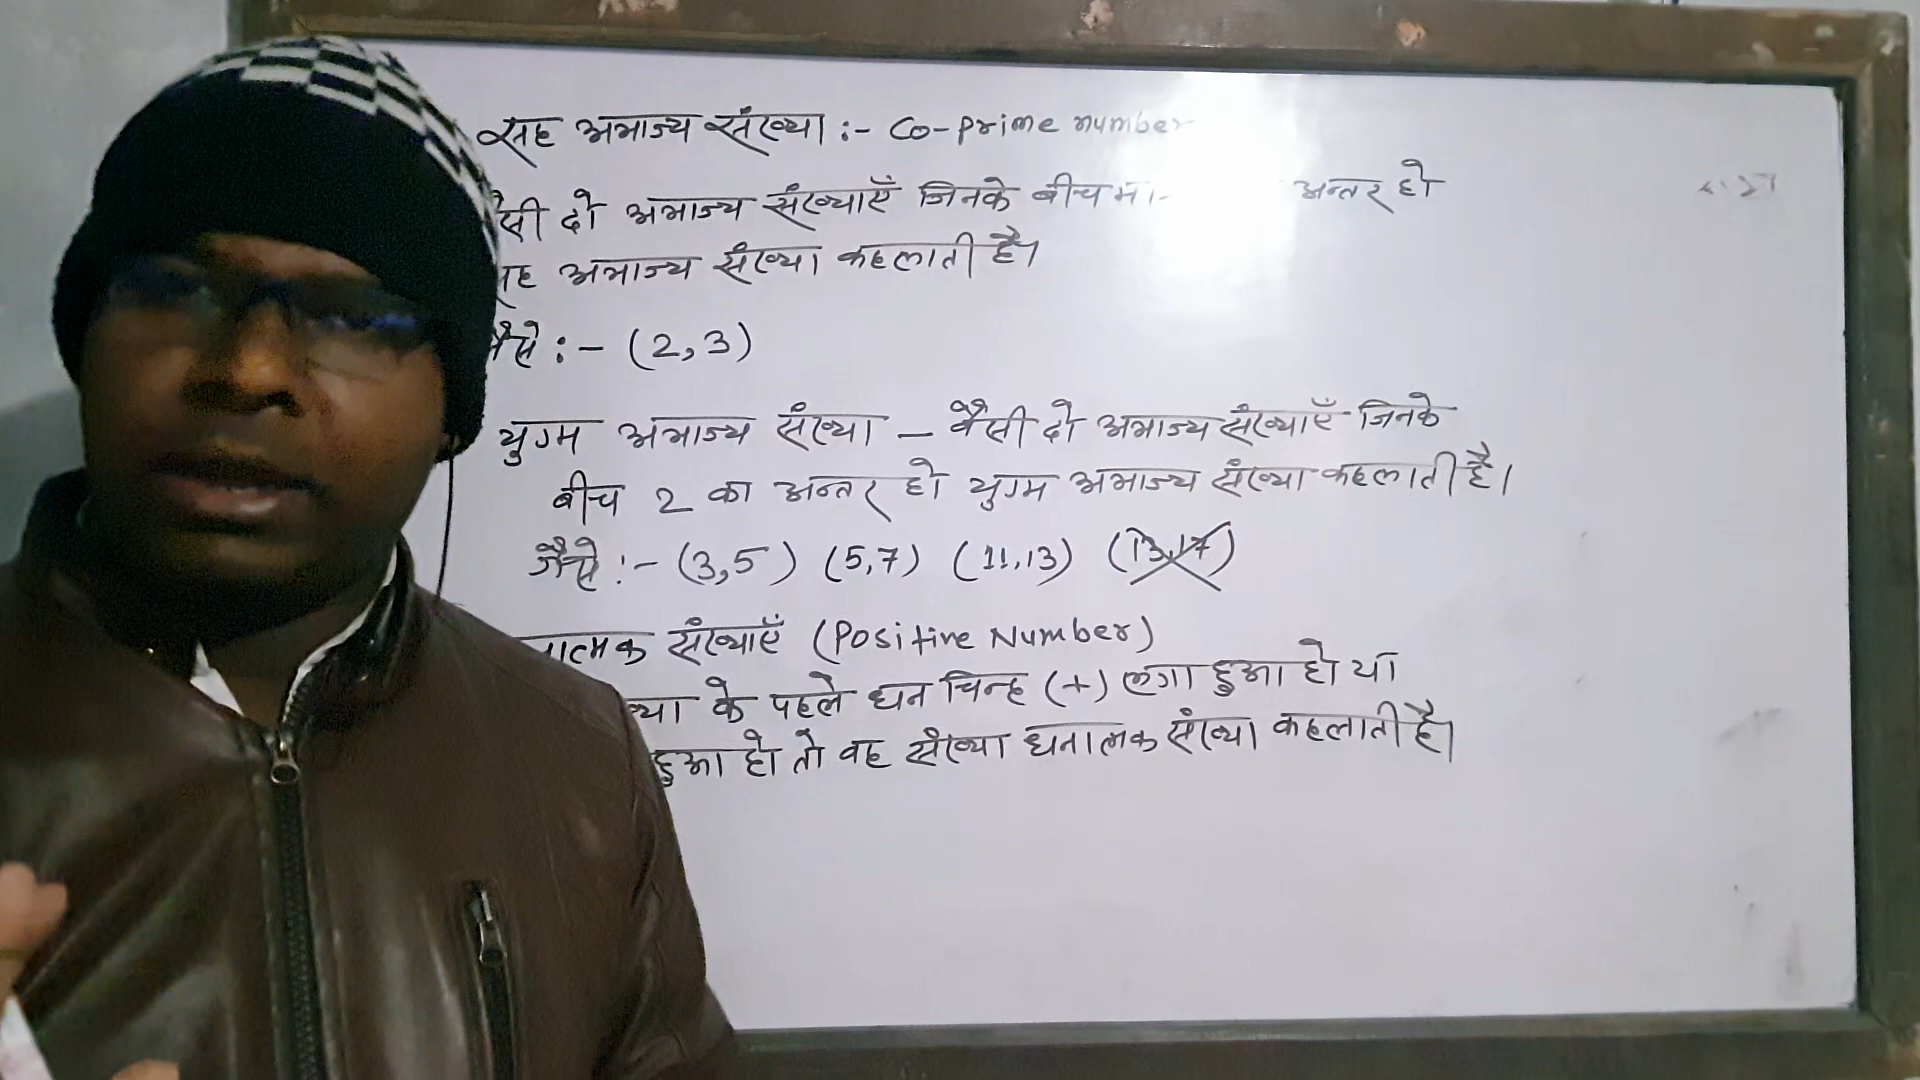 सह अभाज्य संख्या :- Co-prime number
दो अभाज्य संख्याएँ जिनके बीच अन्तर हो
अभाज्य संख्या कहलाती है।
:- (2,3)
युग्म अभाज्य संख्या - वैसी दो अभाज्य संख्याएँ जिनके
बीच 2 का अन्तर हो युग्म अभाज्य संख्या कहलाती है।
जैसे :- (3,5) (5,7) (11,13) (13,17)
संख्याएँ (Positive Number)
के पहले धन चिन्ह (+) लगा हुआ हो या
हुआ हो तो वह संख्या धनात्मक संख्या कहलाती है।